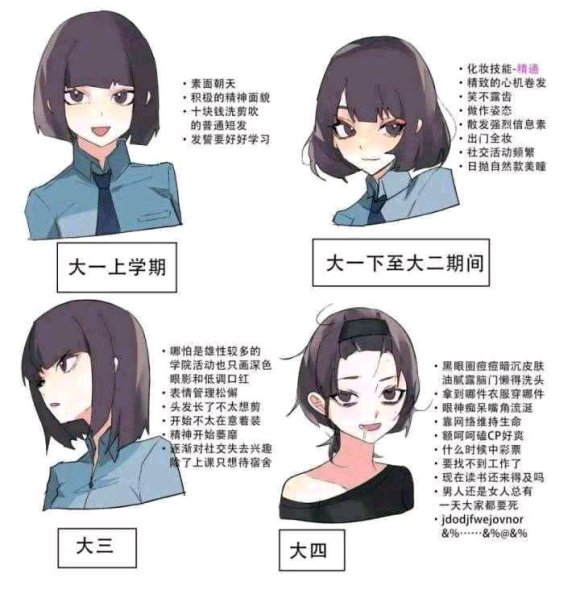 · 素面朝天
· 积极的精神面貌
· 十块钱洗剪吹
的普通短发
· 发誓要好好学习
大一上学期
· 化妆技能-精通
· 精致的心机卷发
· 笑不露齿
· 做作姿态
· 散发强烈信息素
· 出门全妆
· 社交活动频繁
· 日抛自然款美瞳
大一下至大二期间
· 哪怕是雄性较多的
学院活动也只画深色
眼影和低调口红
· 表情管理松懈
· 头发长了不太想剪
· 开始不太在意着装
· 精神开始萎靡
· 逐渐对社交失去兴趣
除了上课只想待宿舍
大三
· 黑眼圈痘痘暗沉皮肤
油腻露脑门懒得洗头
· 拿到哪件衣服穿哪件
· 眼神痴呆嘴角流涎
· 靠网络维持生命
· 额呵呵磕CP好爽
· 什么时候中彩票
· 要找不到工作了
· 现在读书还来得及吗
· 男人还是女人总有
一天大家都要死
· jdodjfwejovnor
&%……&%@&%
大四